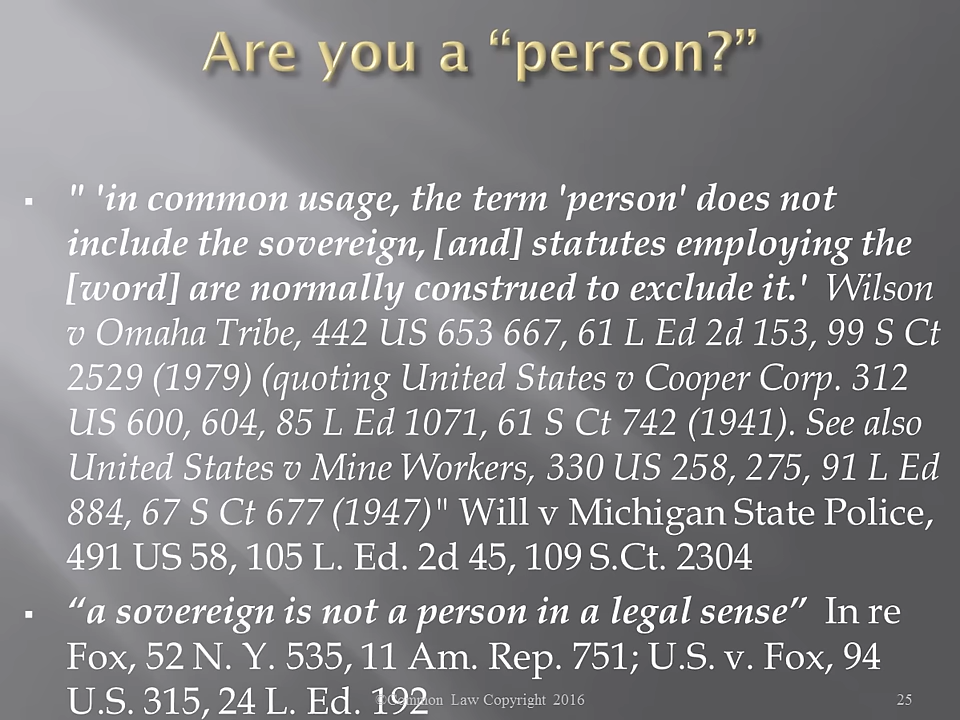 Are you a “person?”
▪ " 'in common usage, the term 'person' does not
include the sovereign, [and] statutes employing the
[word] are normally construed to exclude it.' Wilson
v Omaha Tribe, 442 US 653 667, 61 L Ed 2d 153, 99 S Ct
2529 (1979) (quoting United States v Cooper Corp. 312
US 600, 604, 85 L Ed 1071, 61 S Ct 742 (1941). See also
United States v Mine Workers, 330 US 258, 275, 91 L Ed
884, 67 S Ct 677 (1947)" Will v Michigan State Police,
491 US 58, 105 L. Ed. 2d 45, 109 S.Ct. 2304
▪ “a sovereign is not a person in a legal sense” In re
Fox, 52 N. Y. 535, 11 Am. Rep. 751; U.S. v. Fox, 94
U.S. 315, 24 L. Ed. 192
©Common Law Copyright 2016
25